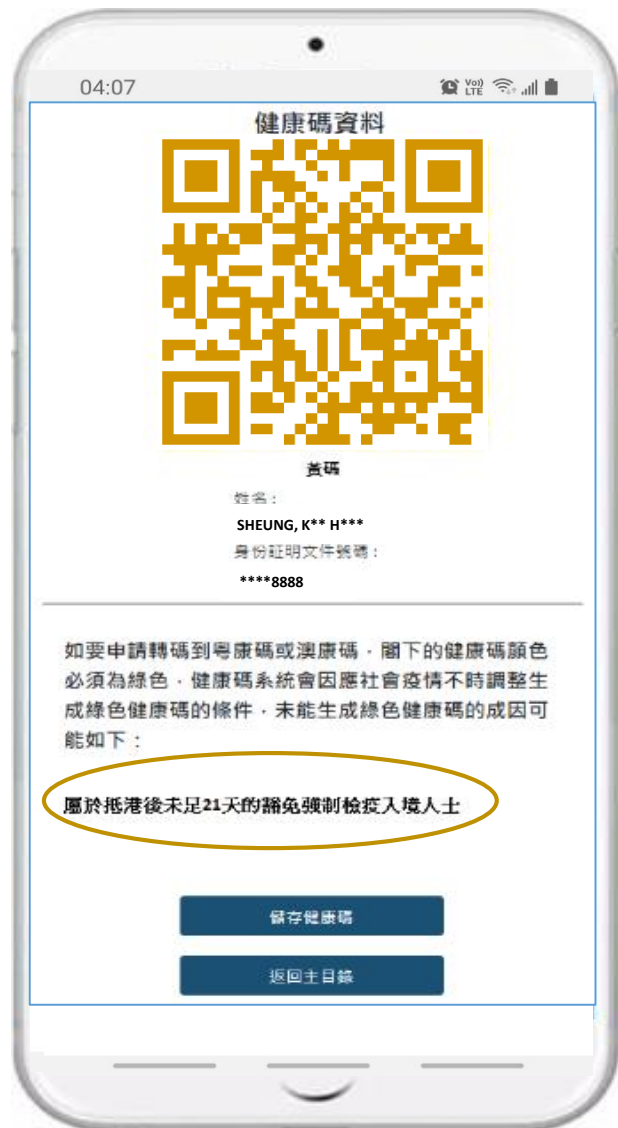 04:07
Vo))
LTE
健康碼資料
黃碼
姓名：
SHEUNG, K** H***
身份証明文件號碼：
****8888
如要申請轉碼到粵康碼或澳康碼，閣下的健康碼顏色
必須為綠色，健康碼系統會因應社會疫情不時調整生
成綠色健康碼的條件，未能生成綠色健康碼的成因可
能如下：
屬於抵港後未足21天的豁免強制檢疫入境人士
儲存健康碼
返回主目錄